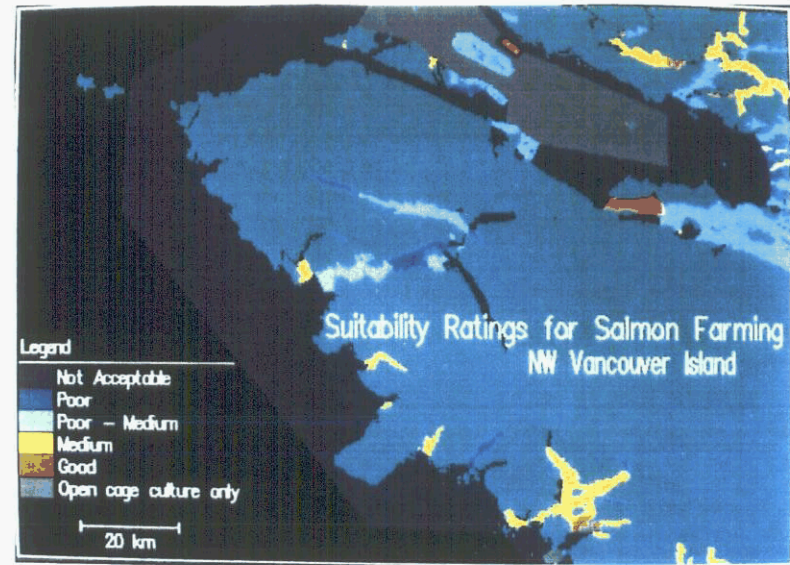 Suitability Ratings for Salmon Farming
NW Vancouver Island
Legend
Not Acceptable
Poor
Poor - Medium
Medium
Good
Open cage culture only
20 km